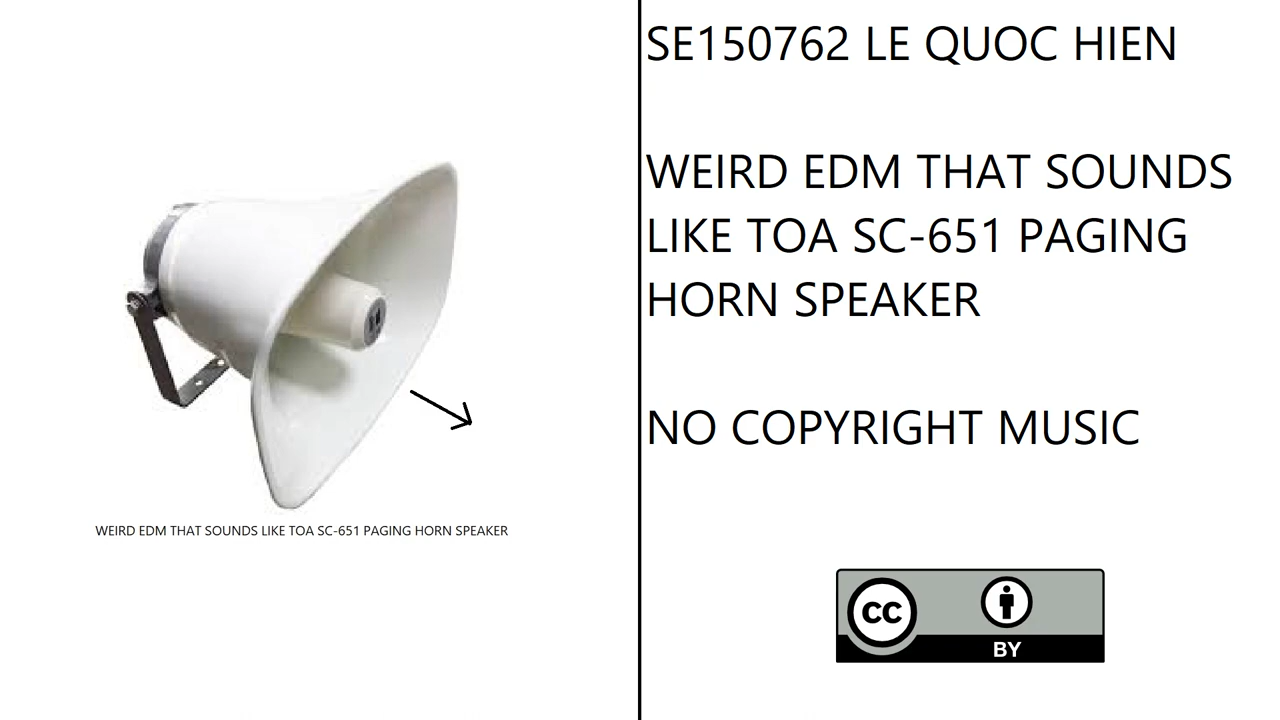 WEIRD EDM THAT SOUNDS LIKE TOA SC-651 PAGING HORN SPEAKER
SE150762 LE QUOC HIEN
WEIRD EDM THAT SOUNDS
LIKE TOA SC-651 PAGING
HORN SPEAKER
NO COPYRIGHT MUSIC
CC
BY